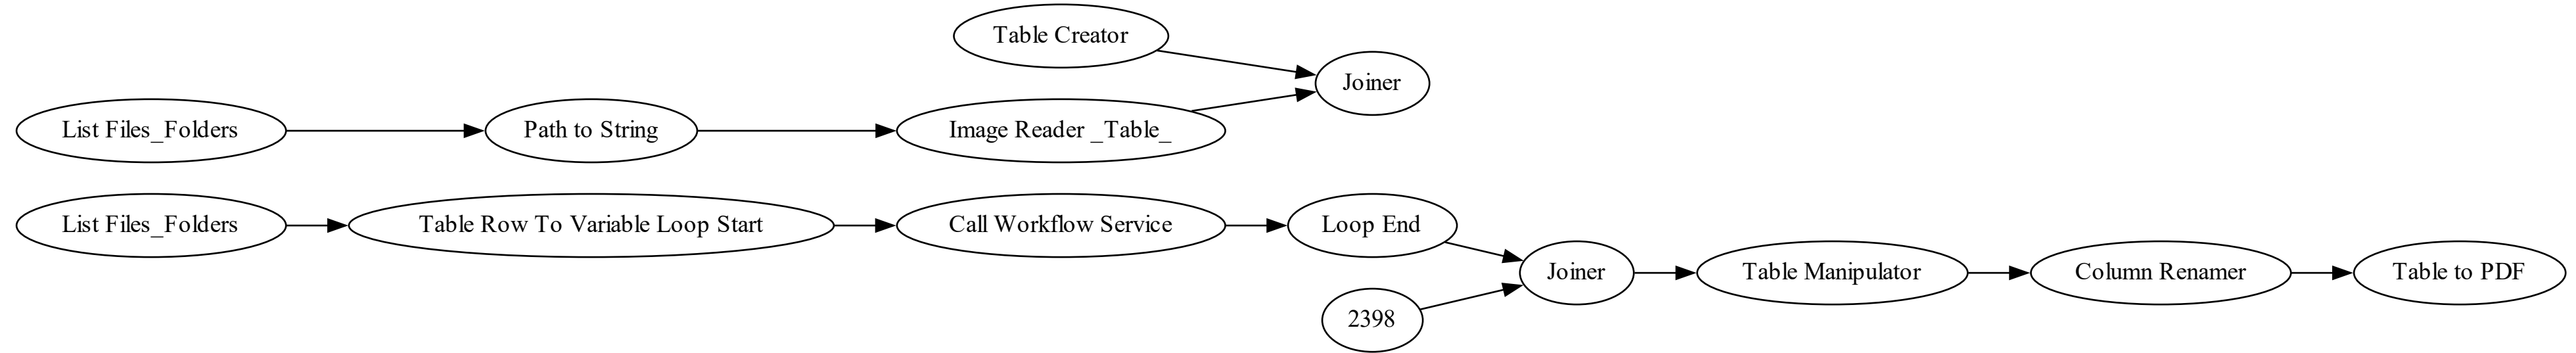 Table Creator
Joiner
List Files_Folders
Path to String
Image Reader _Table_
List Files_Folders
Table Row To Variable Loop Start
Call Workflow Service
Loop End
Joiner
Table Manipulator
Column Renamer
Table to PDF
2398